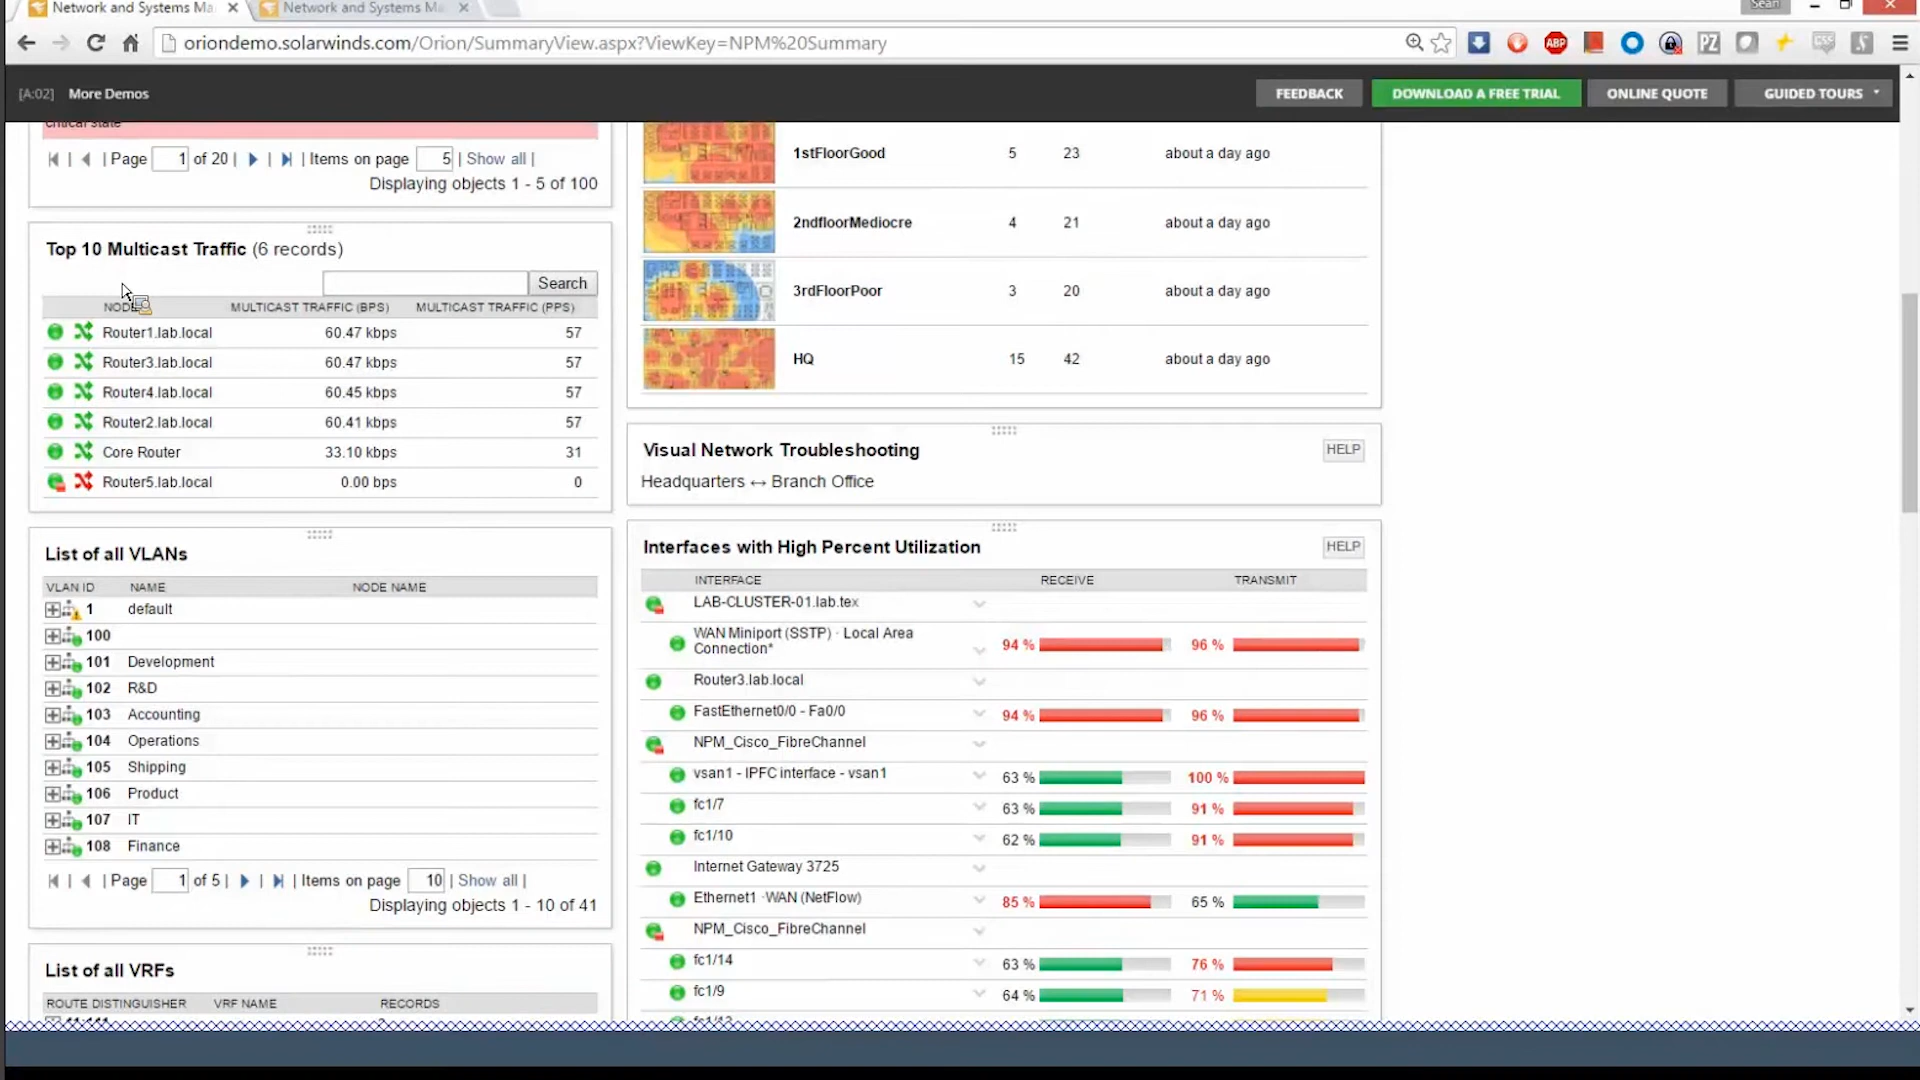 Network and Systems Ma
Network and Systems Ma
Sean
oriondemo.solarwinds.com/Orion/SummaryView.aspx?ViewKey=NPM%20Summary
ABP
PZ
CSS
[A:02] More Demos
FEEDBACK
DOWNLOAD A FREE TRIAL
ONLINE QUOTE
GUIDED TOURS
critical state
| | Page 1 of 20 | | | Items on page 5 | Show all |
Displaying objects 1 - 5 of 100
Top 10 Multicast Traffic (6 records)
Search
NODE MULTICAST TRAFFIC (BPS) MULTICAST TRAFFIC (PPS)
Router1.lab.local 60.47 kbps 57
Router3.lab.local 60.47 kbps 57
Router4.lab.local 60.45 kbps 57
Router2.lab.local 60.41 kbps 57
Core Router 33.10 kbps 31
Router5.lab.local 0.00 bps 0
List of all VLANs
VLAN ID NAME NODE NAME
1 default
100
101 Development
102 R&D
103 Accounting
104 Operations
105 Shipping
106 Product
107 IT
108 Finance
| | Page 1 of 5 | | | Items on page 10 | Show all |
Displaying objects 1 - 10 of 41
List of all VRFs
ROUTE DISTINGUISHER VRF NAME RECORDS
1stFloorGood 5 23 about a day ago
2ndfloorMediocre 4 21 about a day ago
3rdFloorPoor 3 20 about a day ago
HQ 15 42 about a day ago
Visual Network Troubleshooting
HELP
Headquarters ↔ Branch Office
Interfaces with High Percent Utilization
HELP
INTERFACE RECEIVE TRANSMIT
LAB-CLUSTER-01.lab.tex
WAN Miniport (SSTP) · Local Area
Connection* 94 % 96 %
Router3.lab.local
FastEthernet0/0 - Fa0/0 94 % 96 %
NPM_Cisco_FibreChannel
vsan1 - IPFC interface - vsan1 63 % 100 %
fc1/7 63 % 91 %
fc1/10 62 % 91 %
Internet Gateway 3725
Ethernet1 ·WAN (NetFlow) 85 % 65 %
NPM_Cisco_FibreChannel
fc1/14 63 % 76 %
fc1/9 64 % 71 %